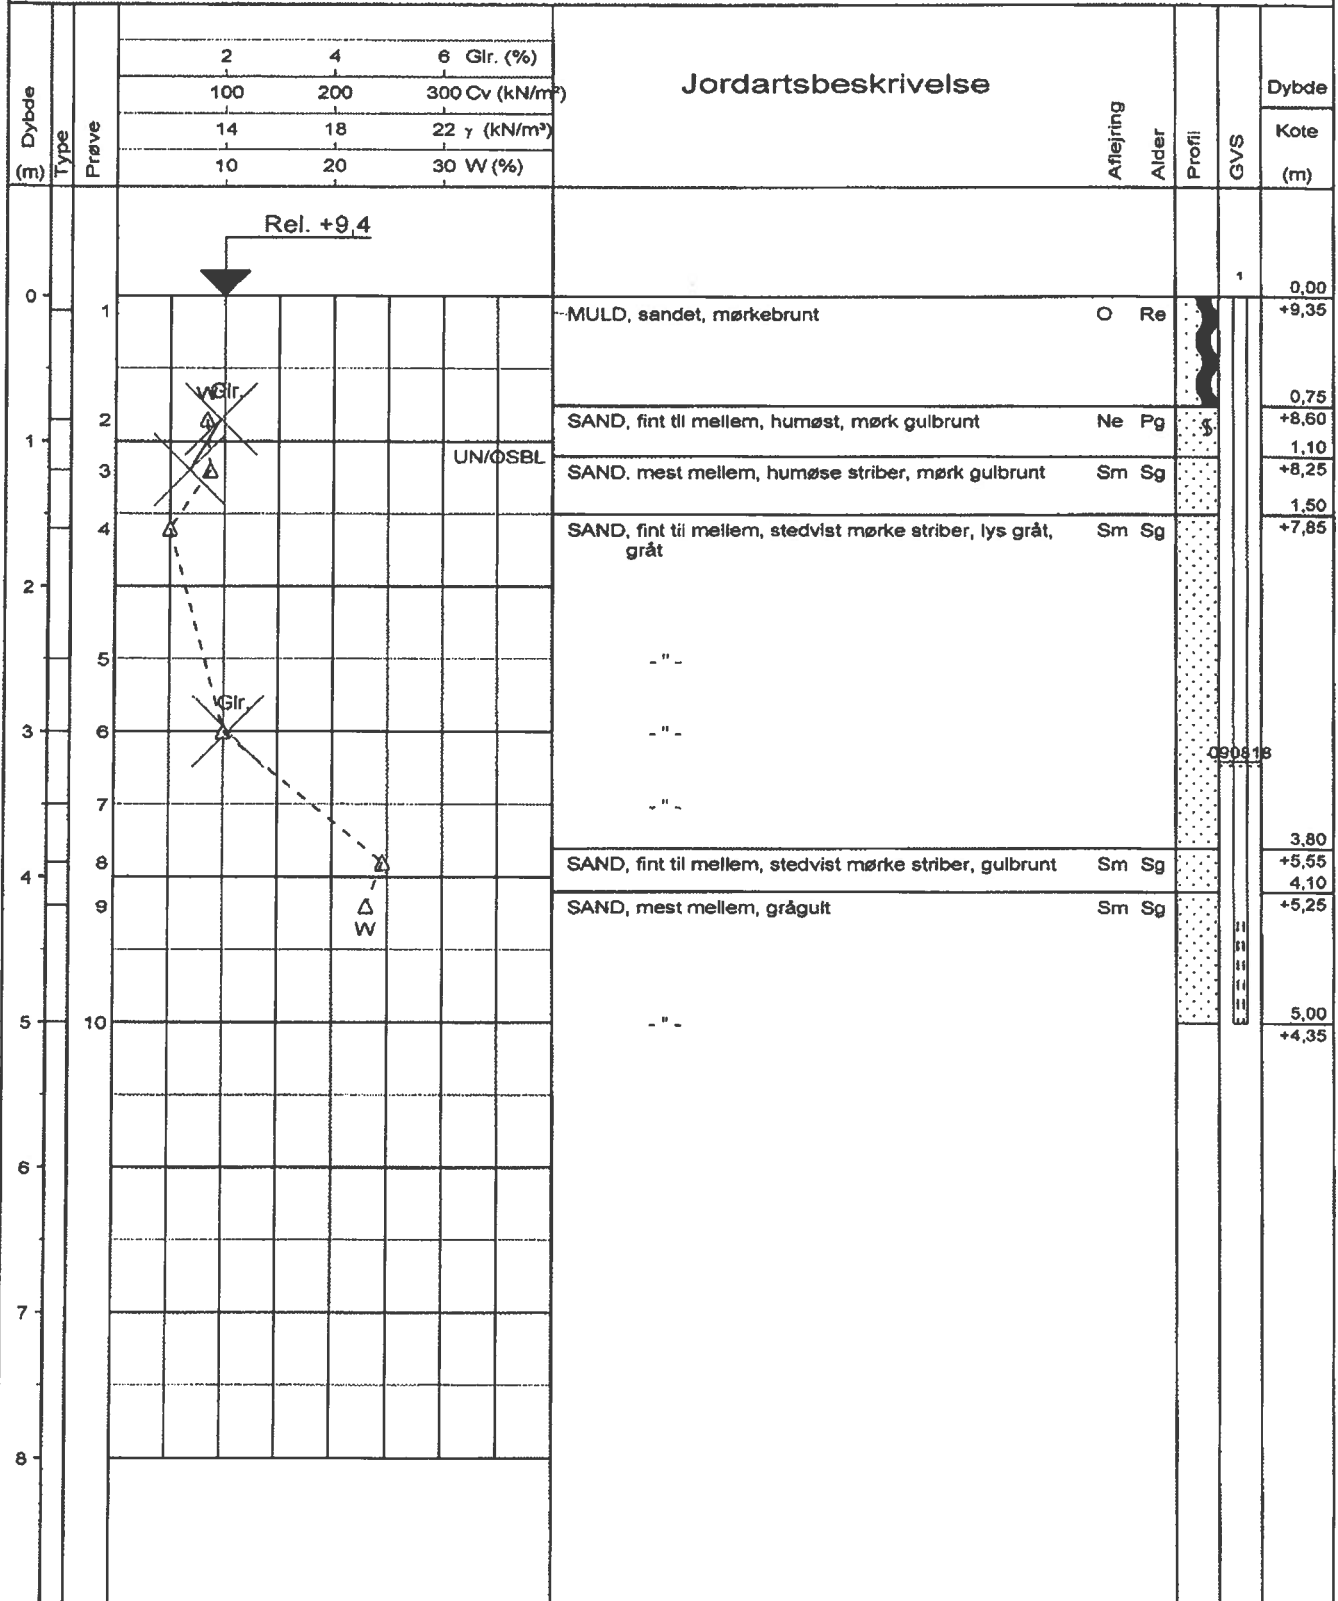 2 4 6 Glr. (%)
100 200 300 Cv (kN/m²)
14 18 22 γ (kN/m³)
10 20 30 W (%)
Dybde (m)
Type
Prøve
Jordartsbeskrivelse
Aflejring
Alder
Profil
GVS
Dybde
Kote
(m)
Rel. +9,4
1
0,00
0
1 MULD, sandet, mørkebrunt O Re +9,35
W Glr.
0,75
2 SAND, fint til mellem, humøst, mørk gulbrunt Ne Pg +8,60
1
1,10
UN/OSBL
3 SAND, mest mellem, humøse striber, mørk gulbrunt Sm Sg +8,25
1,50
4 SAND, fint til mellem, stedvist mørke striber, lys gråt, Sm Sg +7,85
gråt
2
5 - " -
Glr.
3 6 - " -
090818
7 - " -
3,80
8 SAND, fint til mellem, stedvist mørke striber, gulbrunt Sm Sg +5,55
4
4,10
9 SAND, mest mellem, grågult Sm Sg +5,25
W
5,00
5 10 - " -
+4,35
6
7
8